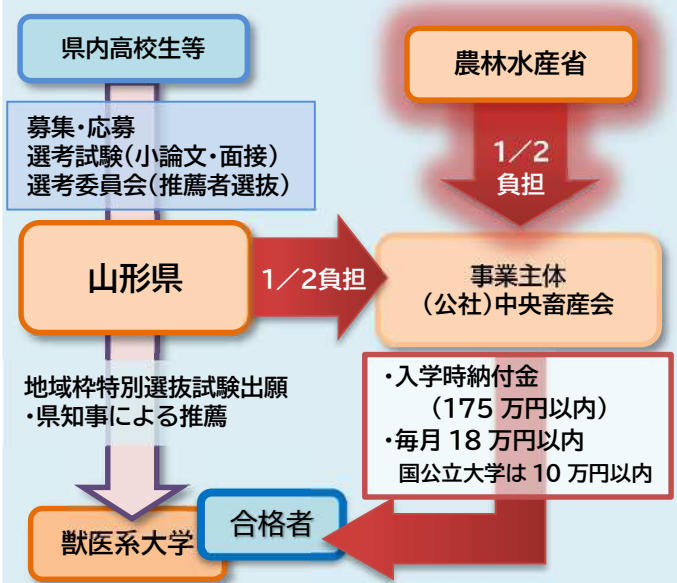 県内高校生等
農林水産省
募集・応募
選考試験(小論文・面接)
選考委員会(推薦者選抜)
1/2
負担
山形県
1/2負担
事業主体
(公社)中央畜産会
地域枠特別選抜試験出願
・県知事による推薦
・入学時納付金
(175 万円以内)
・毎月 18 万円以内
国公立大学は 10 万円以内
獣医系大学
合格者